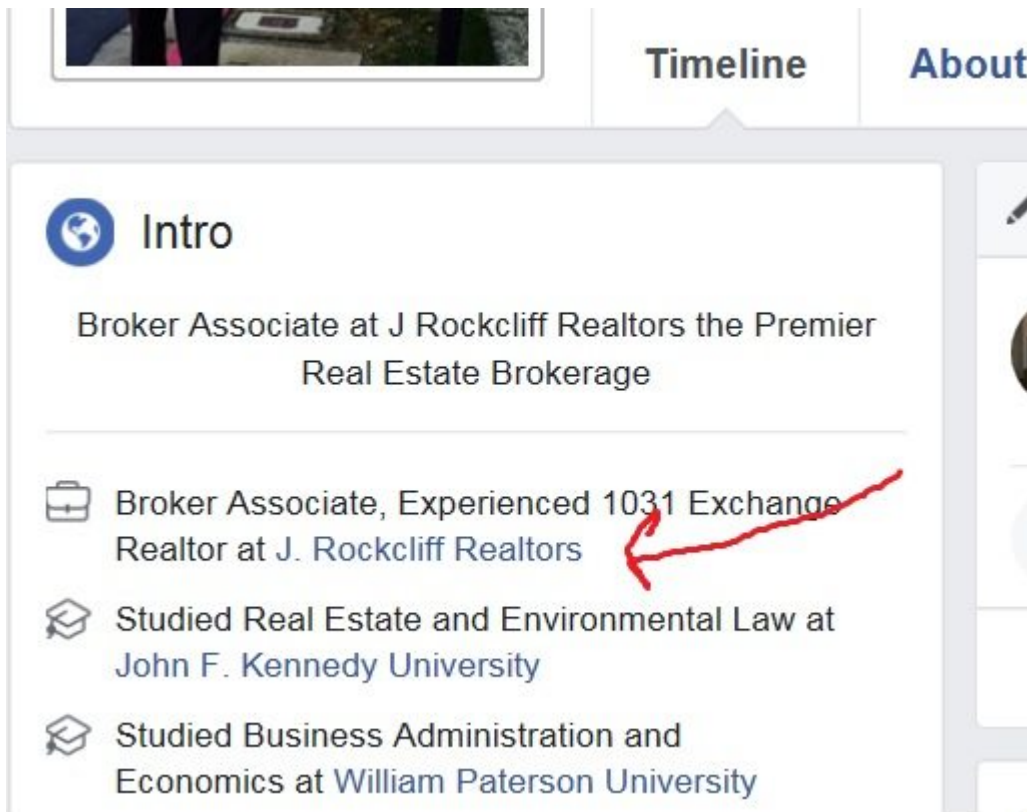 Timeline
About
Intro
Broker Associate at J Rockcliff Realtors the Premier
Real Estate Brokerage
Broker Associate, Experienced 1031 Exchange
Realtor at J. Rockcliff Realtors
Studied Real Estate and Environmental Law at
John F. Kennedy University
Studied Business Administration and
Economics at William Paterson University